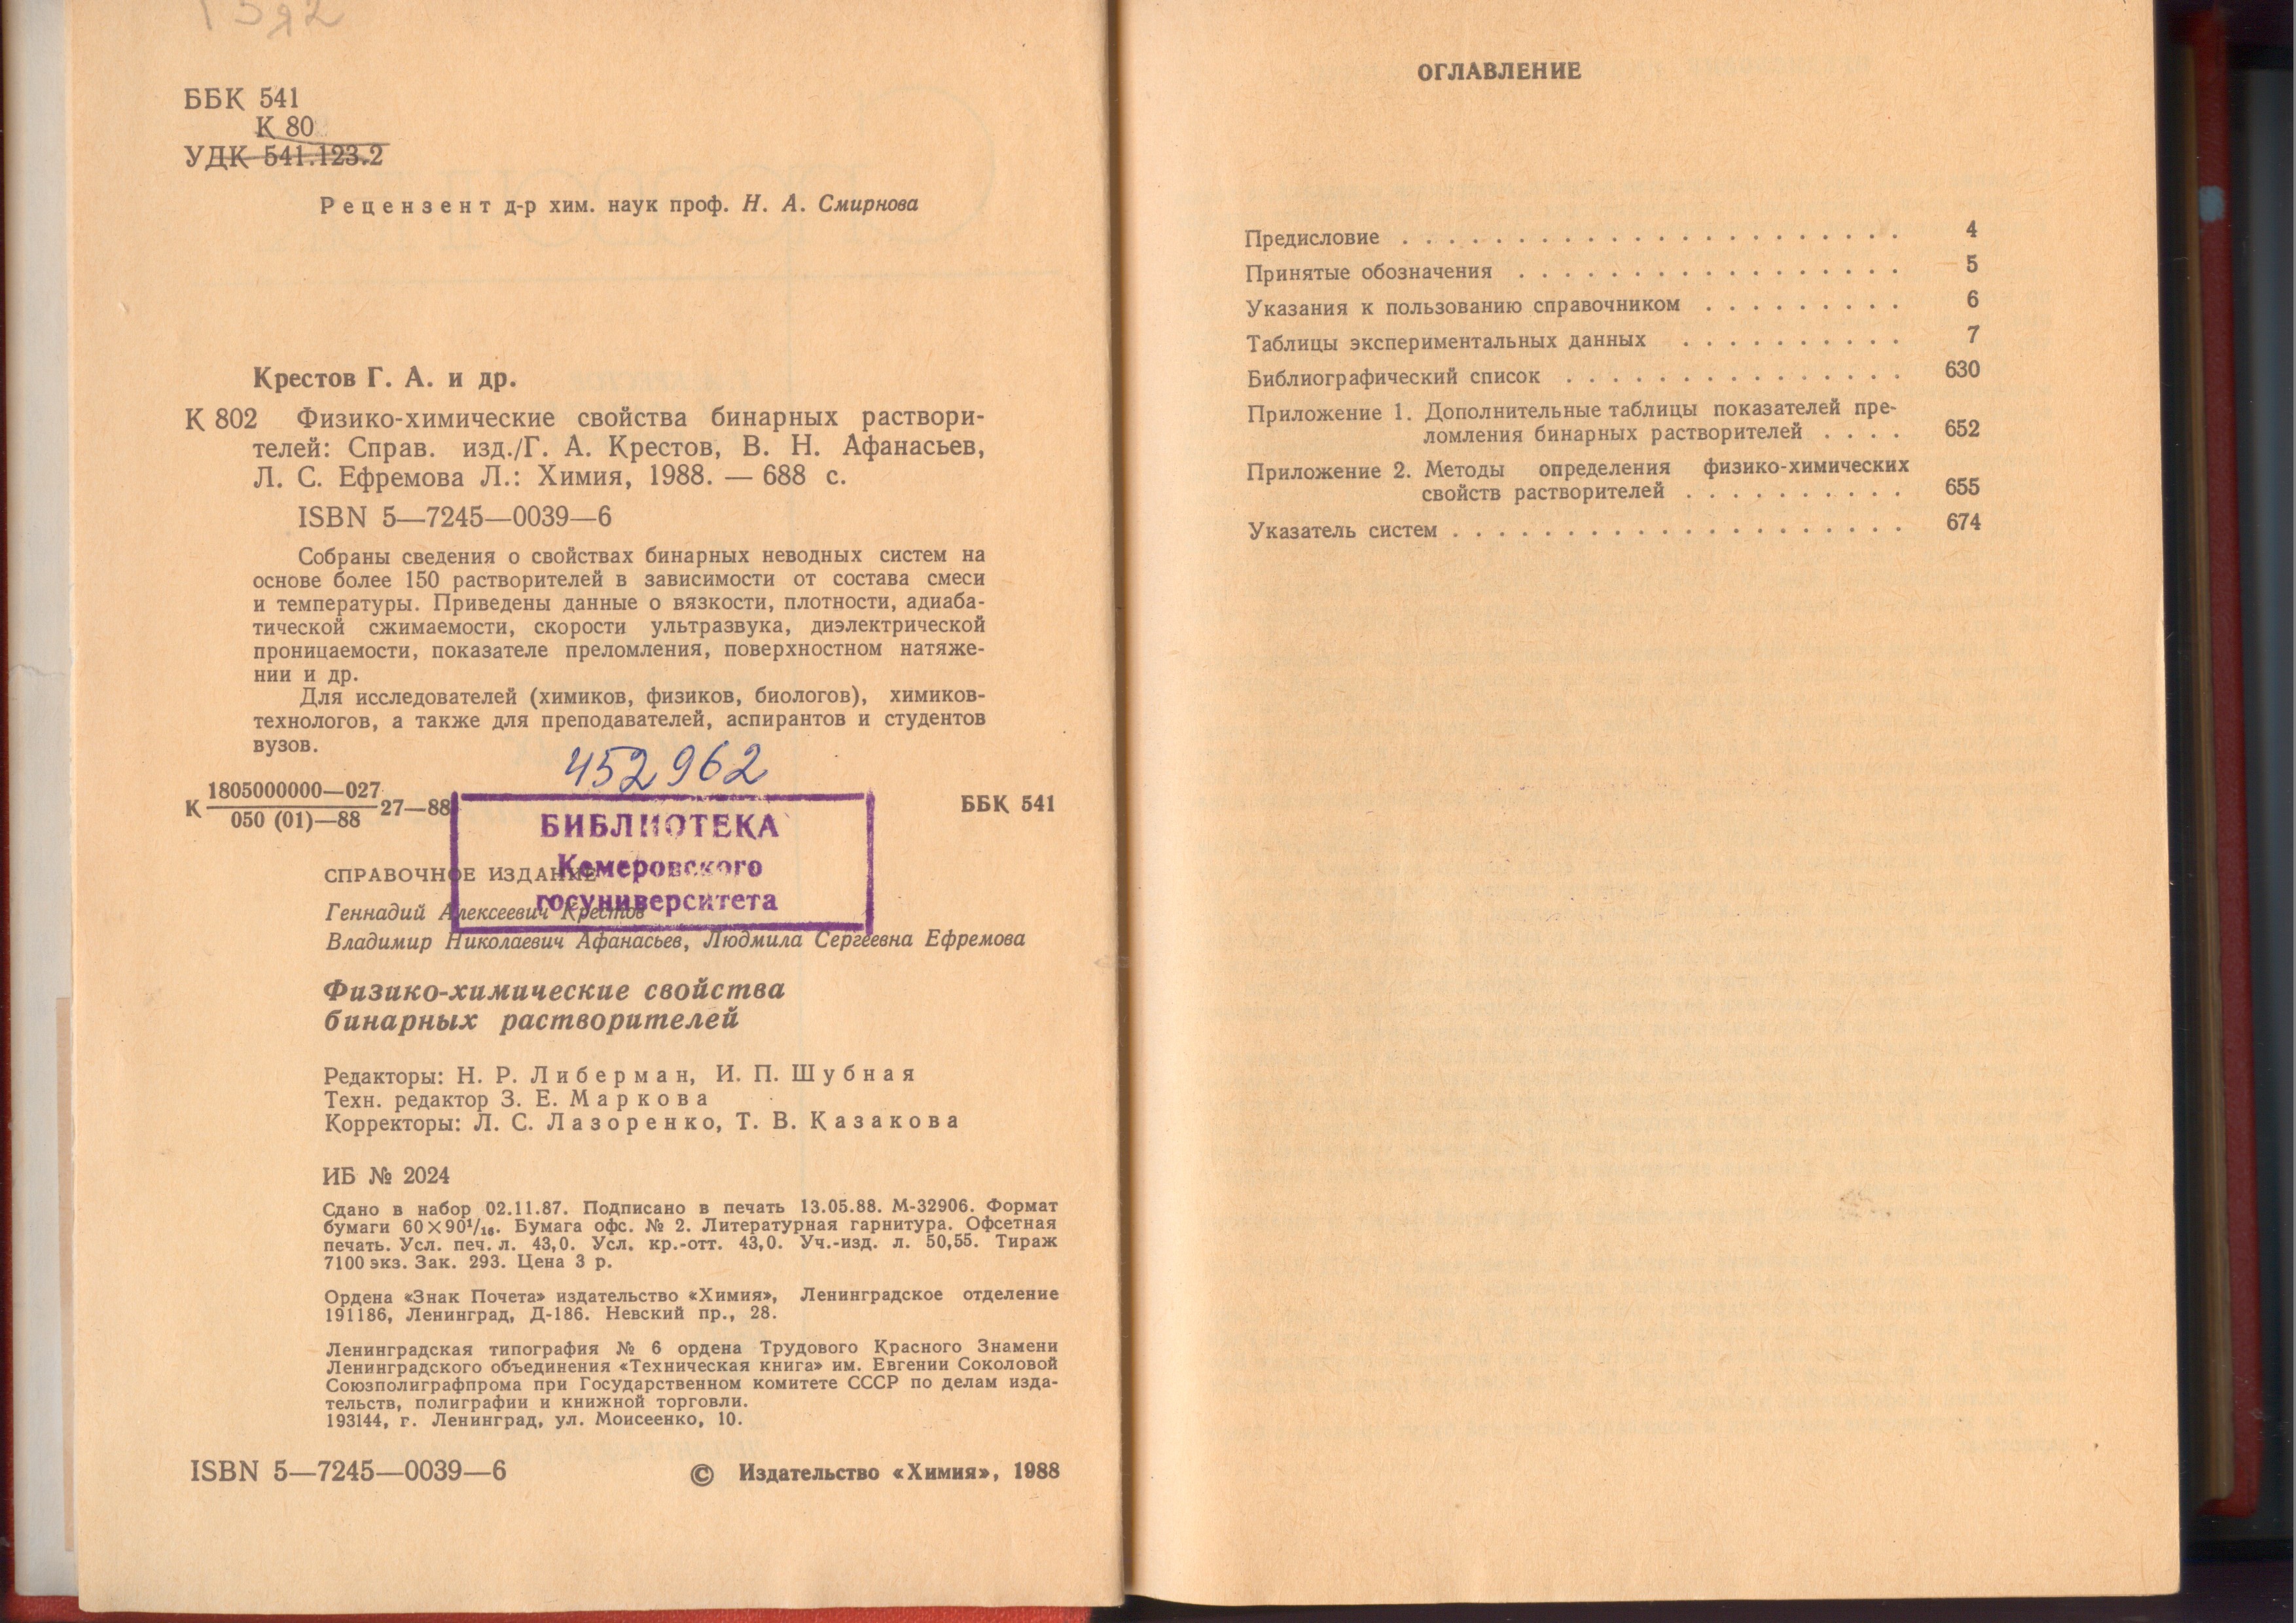 ББК 541
К 80
УДК 541.123.2
Рецензент д-р хим. наук проф. Н. А. Смирнова
Крестов Г. А. и др.
К 802 Физико-химические свойства бинарных раствори-
телей: Справ. изд./Г. А. Крестов, В. Н. Афанасьев,
Л. С. Ефремова Л.: Химия, 1988. — 688 с.
ISBN 5—7245—0039—6
Собраны сведения о свойствах бинарных неводных систем на
основе более 150 растворителей в зависимости от состава смеси
и температуры. Приведены данные о вязкости, плотности, адиаба-
тической сжимаемости, скорости ультразвука, диэлектрической
проницаемости, показателе преломления, поверхностном натяже-
нии и др.
Для исследователей (химиков, физиков, биологов), химиков-
технологов, а также для преподавателей, аспирантов и студентов
вузов.
452962
К 1805000000—027
050 (01)—88 27—88
ББК 541
БИБЛИОТЕКА
Кемеровского
госуниверситета
СПРАВОЧНОЕ ИЗДАНИЕ
Геннадий Алексеевич Крестов
Владимир Николаевич Афанасьев, Людмила Сергеевна Ефремова
Физико-химические свойства
бинарных растворителей
Редакторы: Н. Р. Либерман, И. П. Шубная
Техн. редактор З. Е. Маркова
Корректоры: Л. С. Лазоренко, Т. В. Казакова
ИБ № 2024
Сдано в набор 02.11.87. Подписано в печать 13.05.88. М-32906. Формат
бумаги 60×90¹/₁₆. Бумага офс. № 2. Литературная гарнитура. Офсетная
печать. Усл. печ. л. 43,0. Усл. кр.-отт. 43,0. Уч.-изд. л. 50,55. Тираж
7100 экз. Зак. 293. Цена 3 р.
Ордена «Знак Почета» издательство «Химия», Ленинградское отделение
191186, Ленинград, Д-186. Невский пр., 28.
Ленинградская типография № 6 ордена Трудового Красного Знамени
Ленинградского объединения «Техническая книга» им. Евгении Соколовой
Союзполиграфпрома при Государственном комитете СССР по делам изда-
тельств, полиграфии и книжной торговли.
193144, г. Ленинград, ул. Моисеенко, 10.
ISBN 5—7245—0039—6
© Издательство «Химия», 1988
ОГЛАВЛЕНИЕ
Предисловие . . . . . . . . . . . . . . . . . . . . . . 4
Принятые обозначения . . . . . . . . . . . . . . . . . 5
Указания к пользованию справочником . . . . . . . . . 6
Таблицы экспериментальных данных . . . . . . . . . . 7
Библиографический список . . . . . . . . . . . . . . . 630
Приложение 1. Дополнительные таблицы показателей пре-
ломления бинарных растворителей . . . . 652
Приложение 2. Методы определения физико-химических
свойств растворителей . . . . . . . . . . 655
Указатель систем . . . . . . . . . . . . . . . . . . . . 674